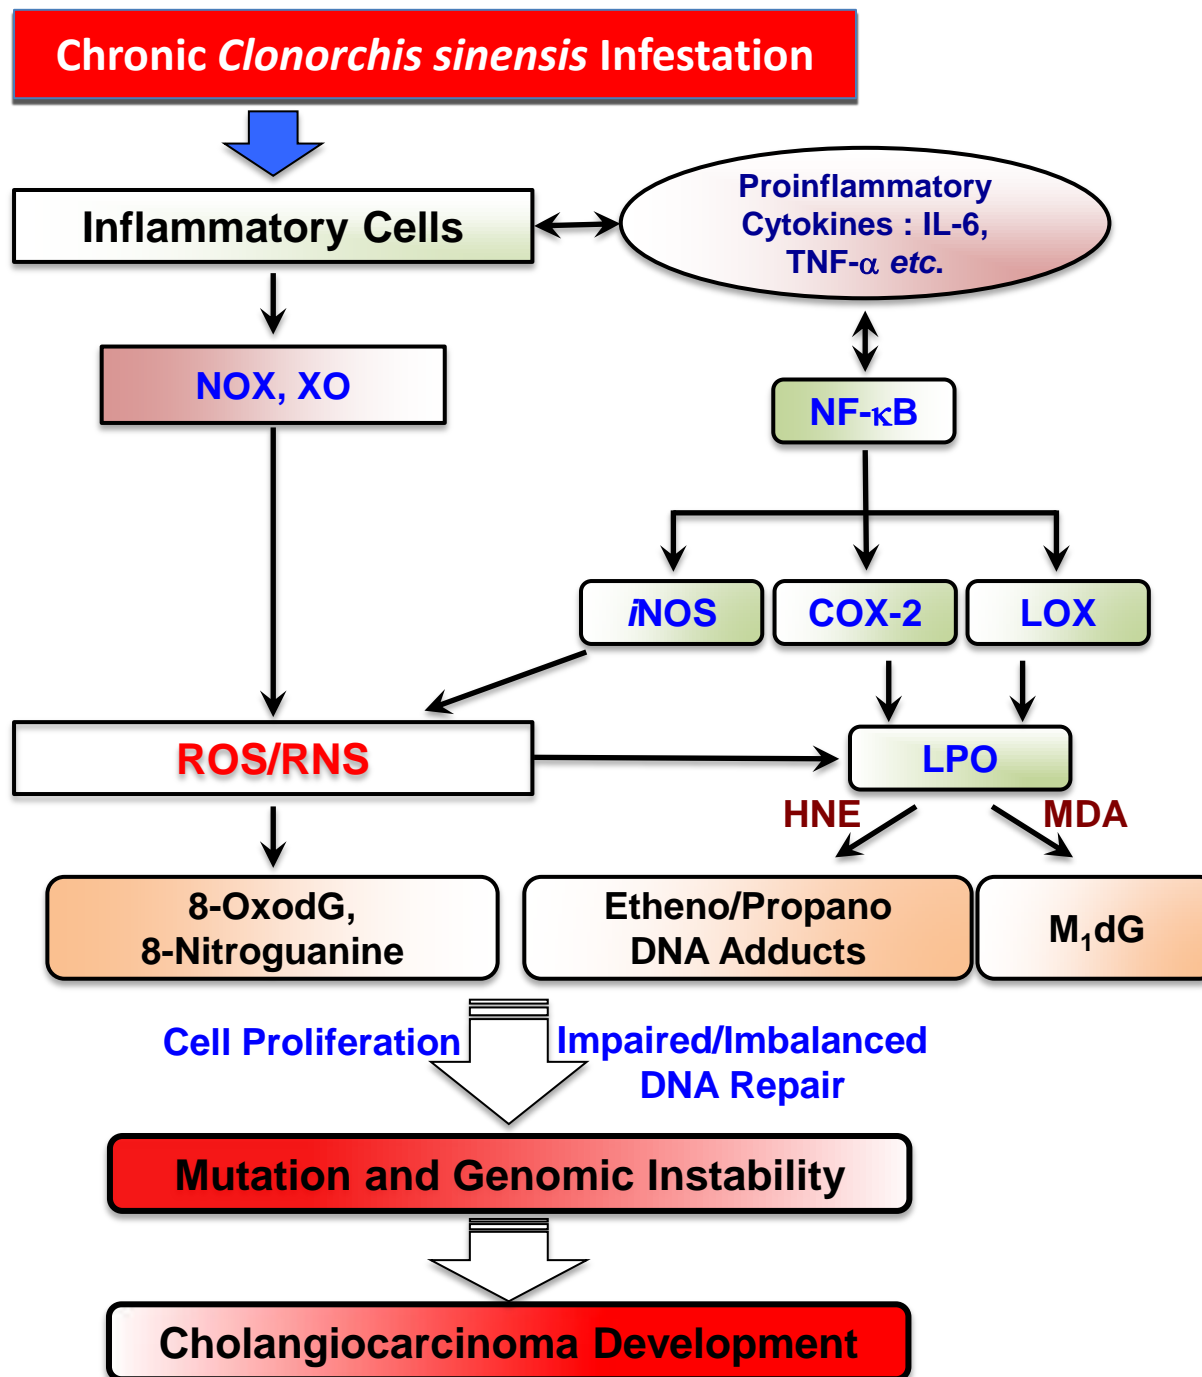 Chronic Clonorchis sinensis Infestation
Inflammatory Cells
Proinflammatory
Cytokines : IL-6,
TNF-α etc.
NOX, XO
NF-κB
iNOS
COX-2
LOX
ROS/RNS
LPO
HNE
MDA
8-OxodG,
8-Nitroguanine
Etheno/Propano
DNA Adducts
M₁dG
Cell Proliferation
Impaired/Imbalanced
DNA Repair
Mutation and Genomic Instability
Cholangiocarcinoma Development